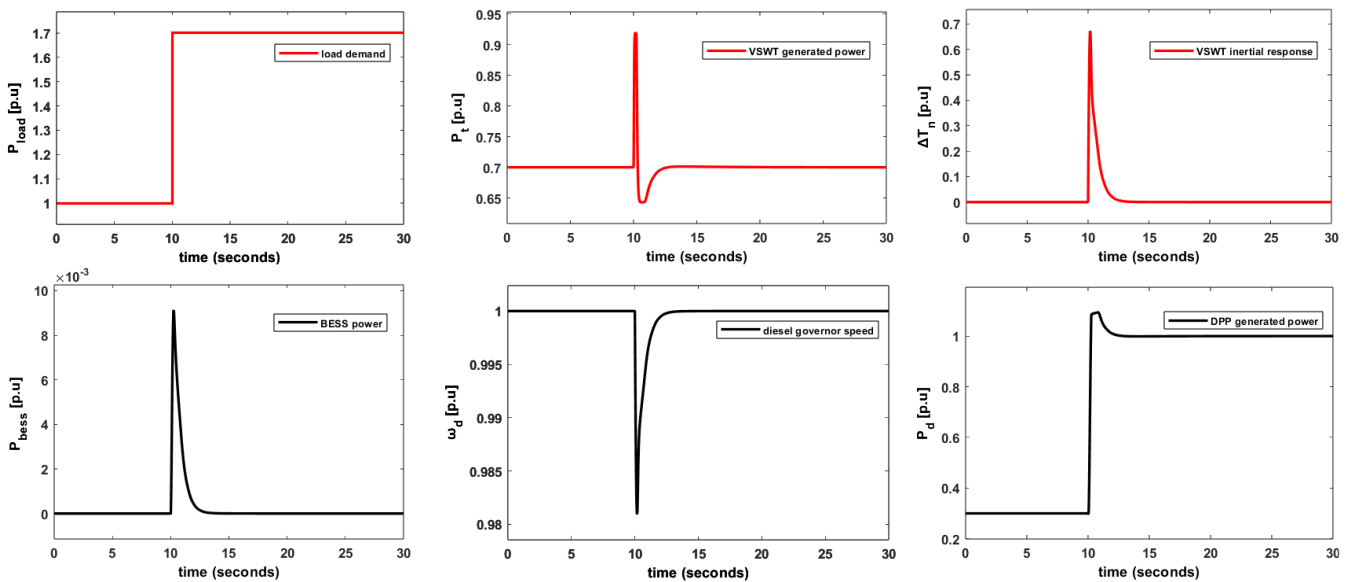 1.7
1.6
1.5
1.4
1.3
1.2
1.1
1
P_load [p.u]
load demand
0 5 10 15 20 25 30
time (seconds)
0.95
0.9
0.85
0.8
0.75
0.7
0.65
P_t [p.u]
VSWT generated power
0 5 10 15 20 25 30
time (seconds)
0.7
0.6
0.5
0.4
0.3
0.2
0.1
0
ΔT_n [p.u]
VSWT inertial response
0 5 10 15 20 25 30
time (seconds)
×10^-3
10
8
6
4
2
0
P_bess [p.u]
BESS power
0 5 10 15 20 25 30
time (seconds)
1
0.995
0.99
0.985
0.98
ω_d [p.u]
diesel governor speed
0 5 10 15 20 25 30
time (seconds)
1
0.8
0.6
0.4
0.2
P_d [p.u]
DPP generated power
0 5 10 15 20 25 30
time (seconds)